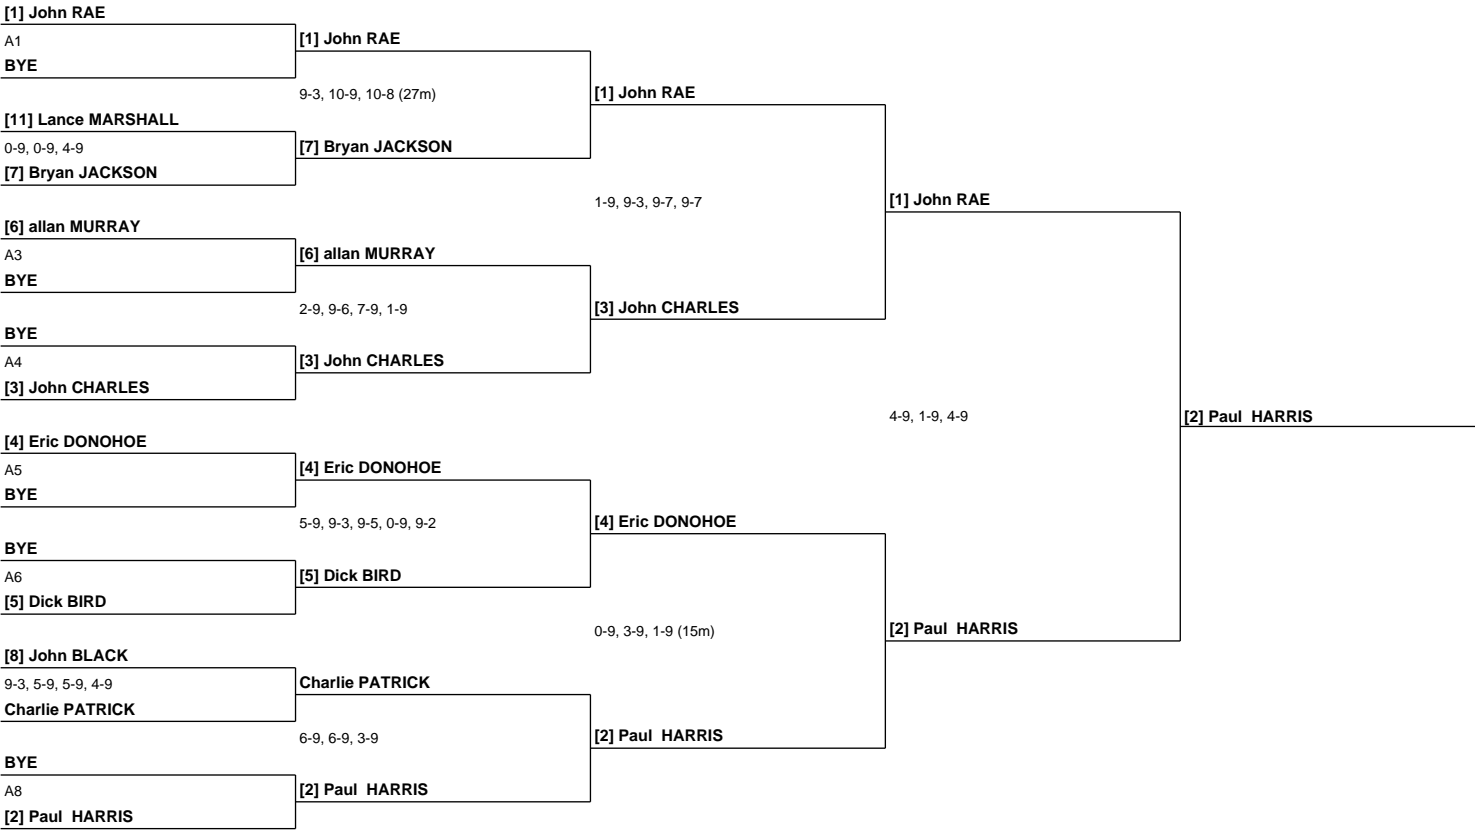 [1] John RAE
A1
BYE
[11] Lance MARSHALL
0-9, 0-9, 4-9
[7] Bryan JACKSON
[6] allan MURRAY
A3
BYE
BYE
A4
[3] John CHARLES
[4] Eric DONOHOE
A5
BYE
BYE
A6
[5] Dick BIRD
[8] John BLACK
9-3, 5-9, 5-9, 4-9
Charlie PATRICK
BYE
A8
[2] Paul HARRIS
[1] John RAE
9-3, 10-9, 10-8 (27m)
[7] Bryan JACKSON
[6] allan MURRAY
2-9, 9-6, 7-9, 1-9
[3] John CHARLES
[4] Eric DONOHOE
5-9, 9-3, 9-5, 0-9, 9-2
[5] Dick BIRD
Charlie PATRICK
6-9, 6-9, 3-9
[2] Paul HARRIS
[1] John RAE
1-9, 9-3, 9-7, 9-7
[3] John CHARLES
[4] Eric DONOHOE
0-9, 3-9, 1-9 (15m)
[2] Paul HARRIS
[1] John RAE
4-9, 1-9, 4-9
[2] Paul HARRIS
[2] Paul HARRIS